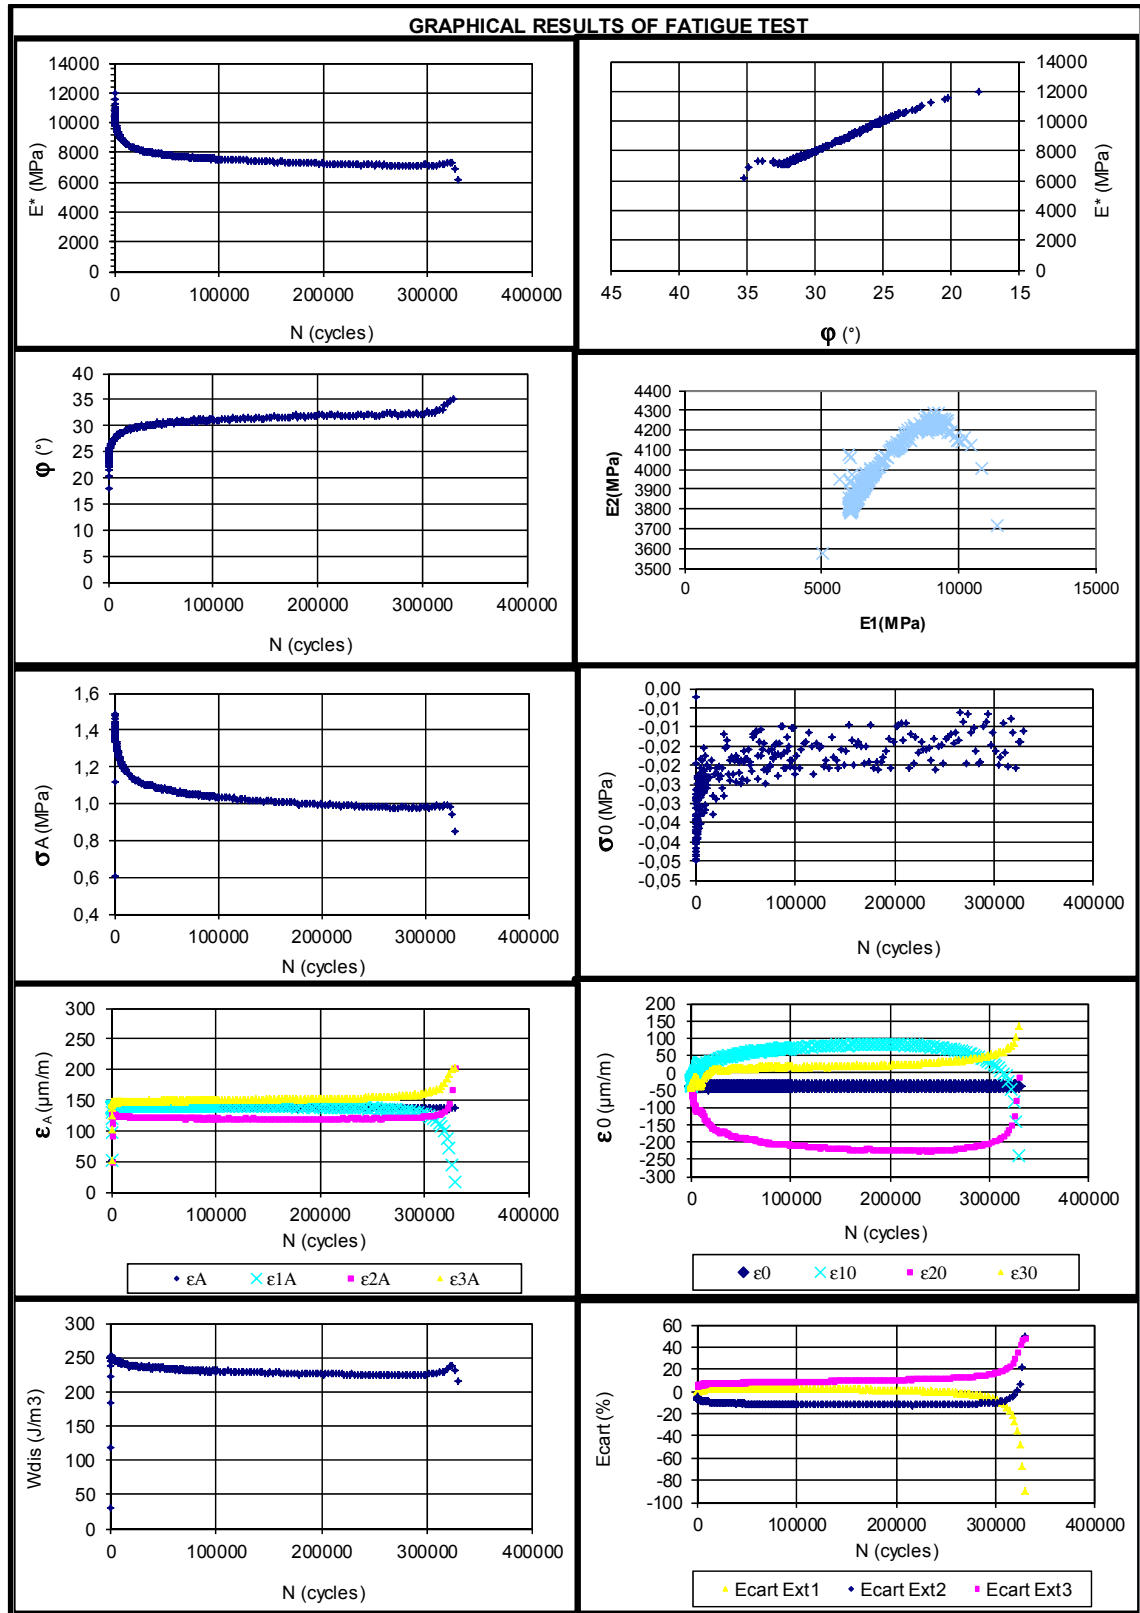 GRAPHICAL RESULTS OF FATIGUE TEST
14000
12000
10000
8000
6000
4000
2000
0
E* (MPa)
0 100000 200000 300000 400000
N (cycles)
14000
12000
10000
8000
6000
4000
2000
0
E* (MPa)
45 40 35 30 25 20 15
φ (°)
40
35
30
25
20
15
10
5
0
φ (°)
0 100000 200000 300000 400000
N (cycles)
4400
4300
4200
4100
4000
3900
3800
3700
3600
3500
E2(MPa)
0 5000 10000 15000
E1(MPa)
1,6
1,4
1,2
1,0
0,8
0,6
0,4
σA (MPa)
0 100000 200000 300000 400000
N (cycles)
0,00
-0,01
-0,01
-0,02
-0,02
-0,03
-0,03
-0,04
-0,04
-0,05
-0,05
σ0 (MPa)
0 100000 200000 300000 400000
N (cycles)
300
250
200
150
100
50
0
εA (µm/m)
0 100000 200000 300000 400000
N (cycles)
εA ε1A ε2A ε3A
200
150
100
50
0
-50
-100
-150
-200
-250
-300
ε0 (µm/m)
0 100000 200000 300000 400000
N (cycles)
ε0 ε10 ε20 ε30
300
250
200
150
100
50
0
Wdis (J/m3)
0 100000 200000 300000 400000
N (cycles)
60
40
20
0
-20
-40
-60
-80
-100
Ecart (%)
0 100000 200000 300000 400000
N (cycles)
Ecart Ext1 Ecart Ext2 Ecart Ext3